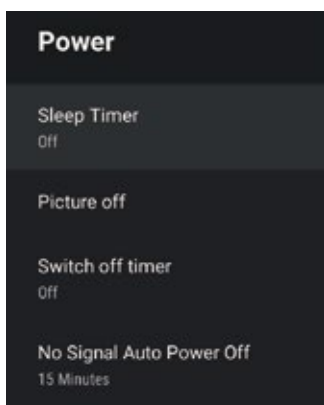 Power
Sleep Timer
Off
Picture off
Switch off timer
Off
No Signal Auto Power Off
15 Minutes